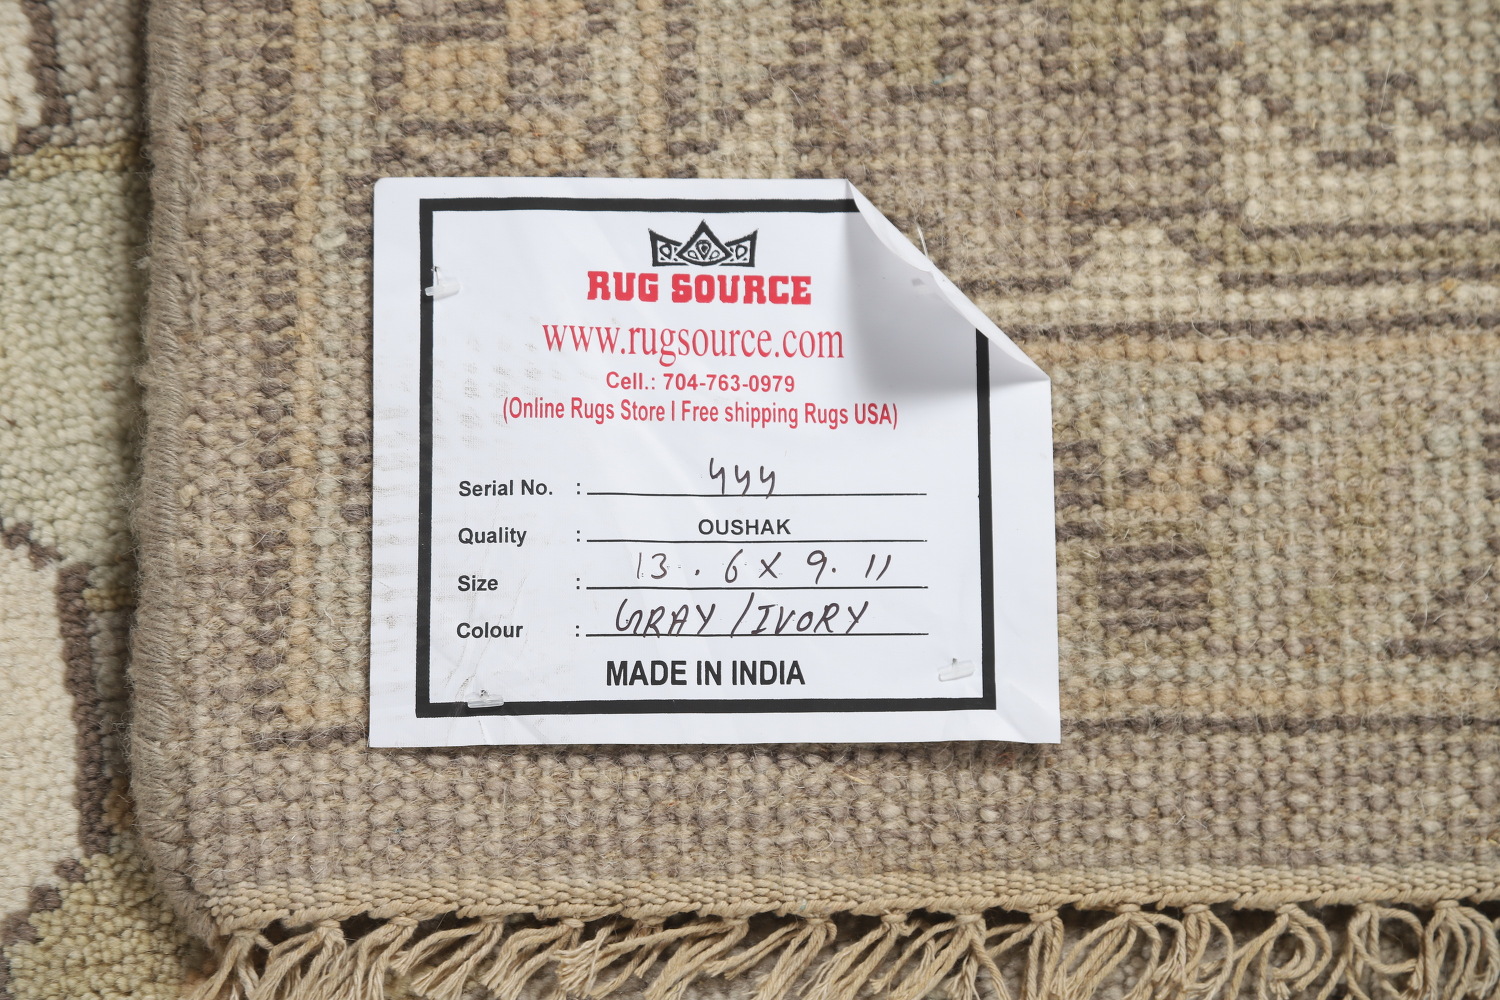 RUG SOURCE
www.rugsource.com
Cell.: 704-763-0979
(Online Rugs Store I Free shipping Rugs USA)
Serial No. : 444
Quality : OUSHAK
Size : 13.6 X 9.11
Colour : GRAY/IVORY
MADE IN INDIA